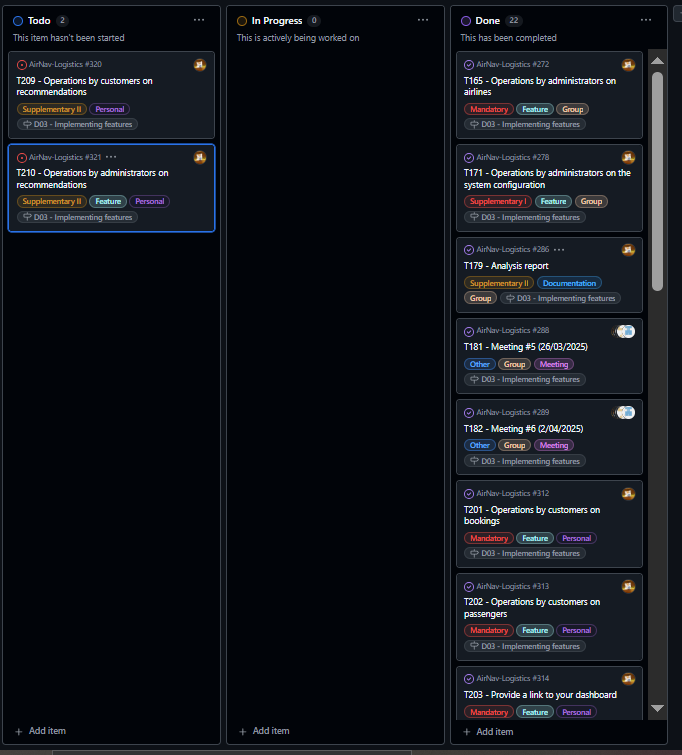 Todo 2 ···
This item hasn't been started
AirNav-Logistics #320
T209 - Operations by customers on
recommendations
Supplementary II Personal
D03 - Implementing features
AirNav-Logistics #321 ···
T210 - Operations by administrators on
recommendations
Supplementary II Feature Personal
D03 - Implementing features
+ Add item
In Progress 0 ···
This is actively being worked on
+ Add item
Done 22 ···
This has been completed
AirNav-Logistics #272
T165 - Operations by administrators on
airlines
Mandatory Feature Group
D03 - Implementing features
AirNav-Logistics #278
T171 - Operations by administrators on the
system configuration
Supplementary I Feature Group
D03 - Implementing features
AirNav-Logistics #286 ···
T179 - Analysis report
Supplementary II Documentation
Group D03 - Implementing features
AirNav-Logistics #288
T181 - Meeting #5 (26/03/2025)
Other Group Meeting
D03 - Implementing features
AirNav-Logistics #289
T182 - Meeting #6 (2/04/2025)
Other Group Meeting
D03 - Implementing features
AirNav-Logistics #312
T201 - Operations by customers on
bookings
Mandatory Feature Personal
D03 - Implementing features
AirNav-Logistics #313
T202 - Operations by customers on
passengers
Mandatory Feature Personal
D03 - Implementing features
AirNav-Logistics #314
T203 - Provide a link to your dashboard
Mandatory Feature Personal
+ Add item